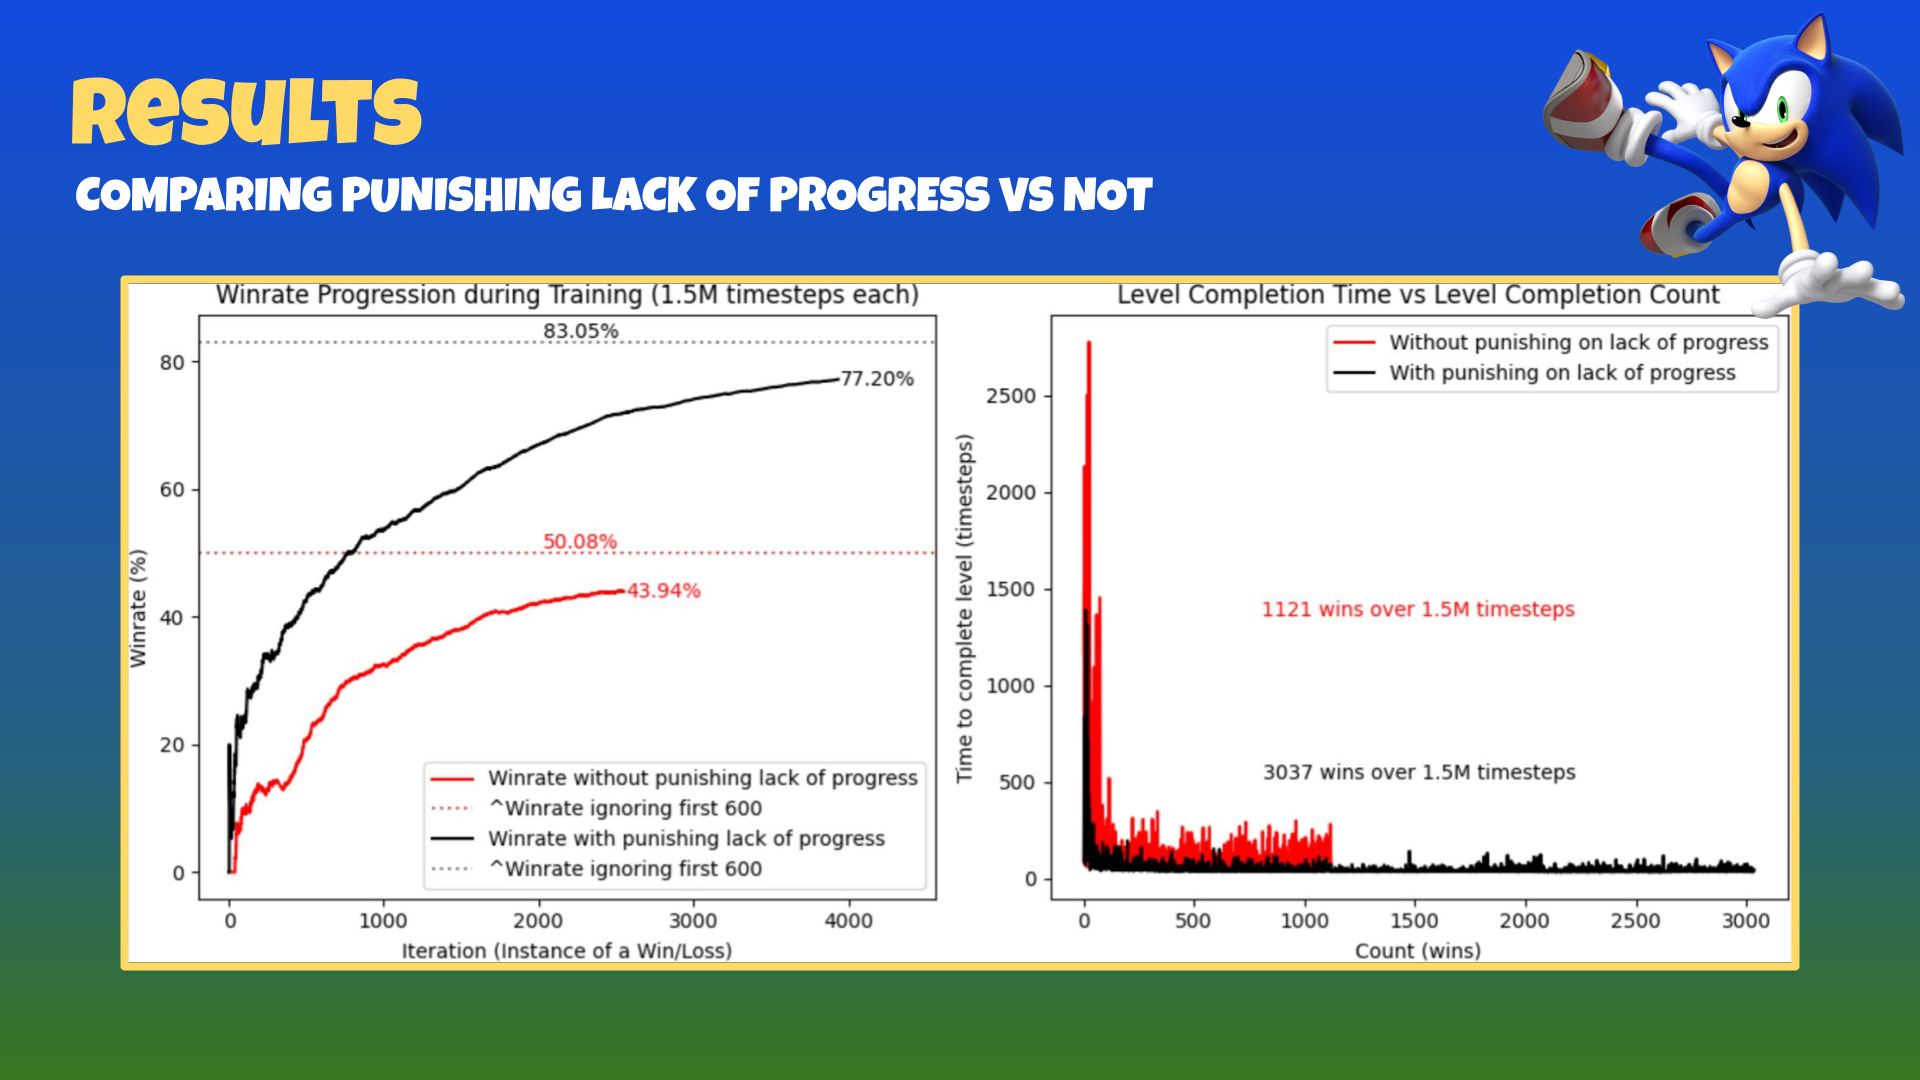 ReSuLTS
COMPARING PUNISHING LACK OF PROGRESS VS NOT
Winrate Progression during Training (1.5M timesteps each)
83.05%
77.20%
50.08%
43.94%
80
60
40
20
0
Winrate (%)
Winrate without punishing lack of progress
^Winrate ignoring first 600
Winrate with punishing lack of progress
^Winrate ignoring first 600
0 1000 2000 3000 4000
Iteration (Instance of a Win/Loss)
Level Completion Time vs Level Completion Count
Without punishing on lack of progress
With punishing on lack of progress
2500
2000
1500
1000
500
0
Time to complete level (timesteps)
1121 wins over 1.5M timesteps
3037 wins over 1.5M timesteps
0 500 1000 1500 2000 2500 3000
Count (wins)